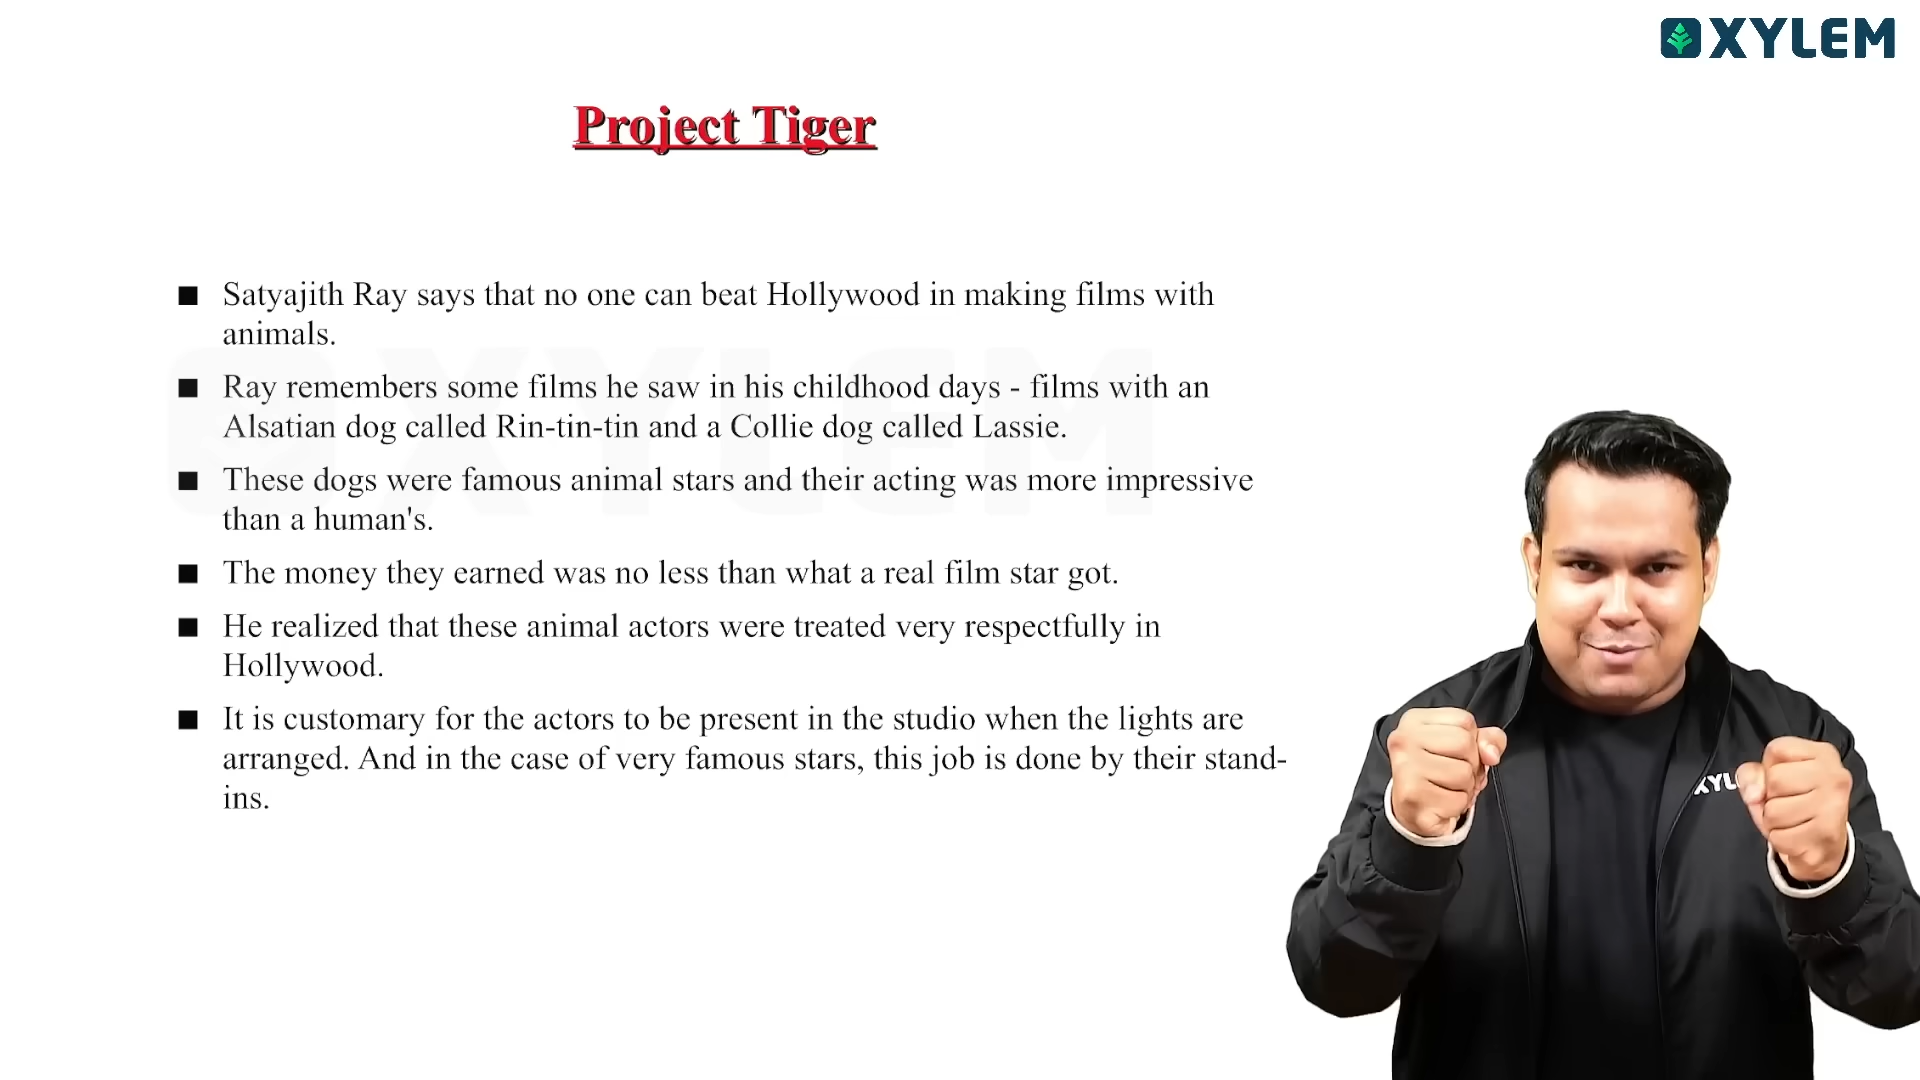 XYLEM
Project Tiger
■ Satyajith Ray says that no one can beat Hollywood in making films with
animals.
■ Ray remembers some films he saw in his childhood days - films with an
Alsatian dog called Rin-tin-tin and a Collie dog called Lassie.
■ These dogs were famous animal stars and their acting was more impressive
than a human's.
■ The money they earned was no less than what a real film star got.
■ He realized that these animal actors were treated very respectfully in
Hollywood.
■ It is customary for the actors to be present in the studio when the lights are
arranged. And in the case of very famous stars, this job is done by their stand-
ins.
XYL